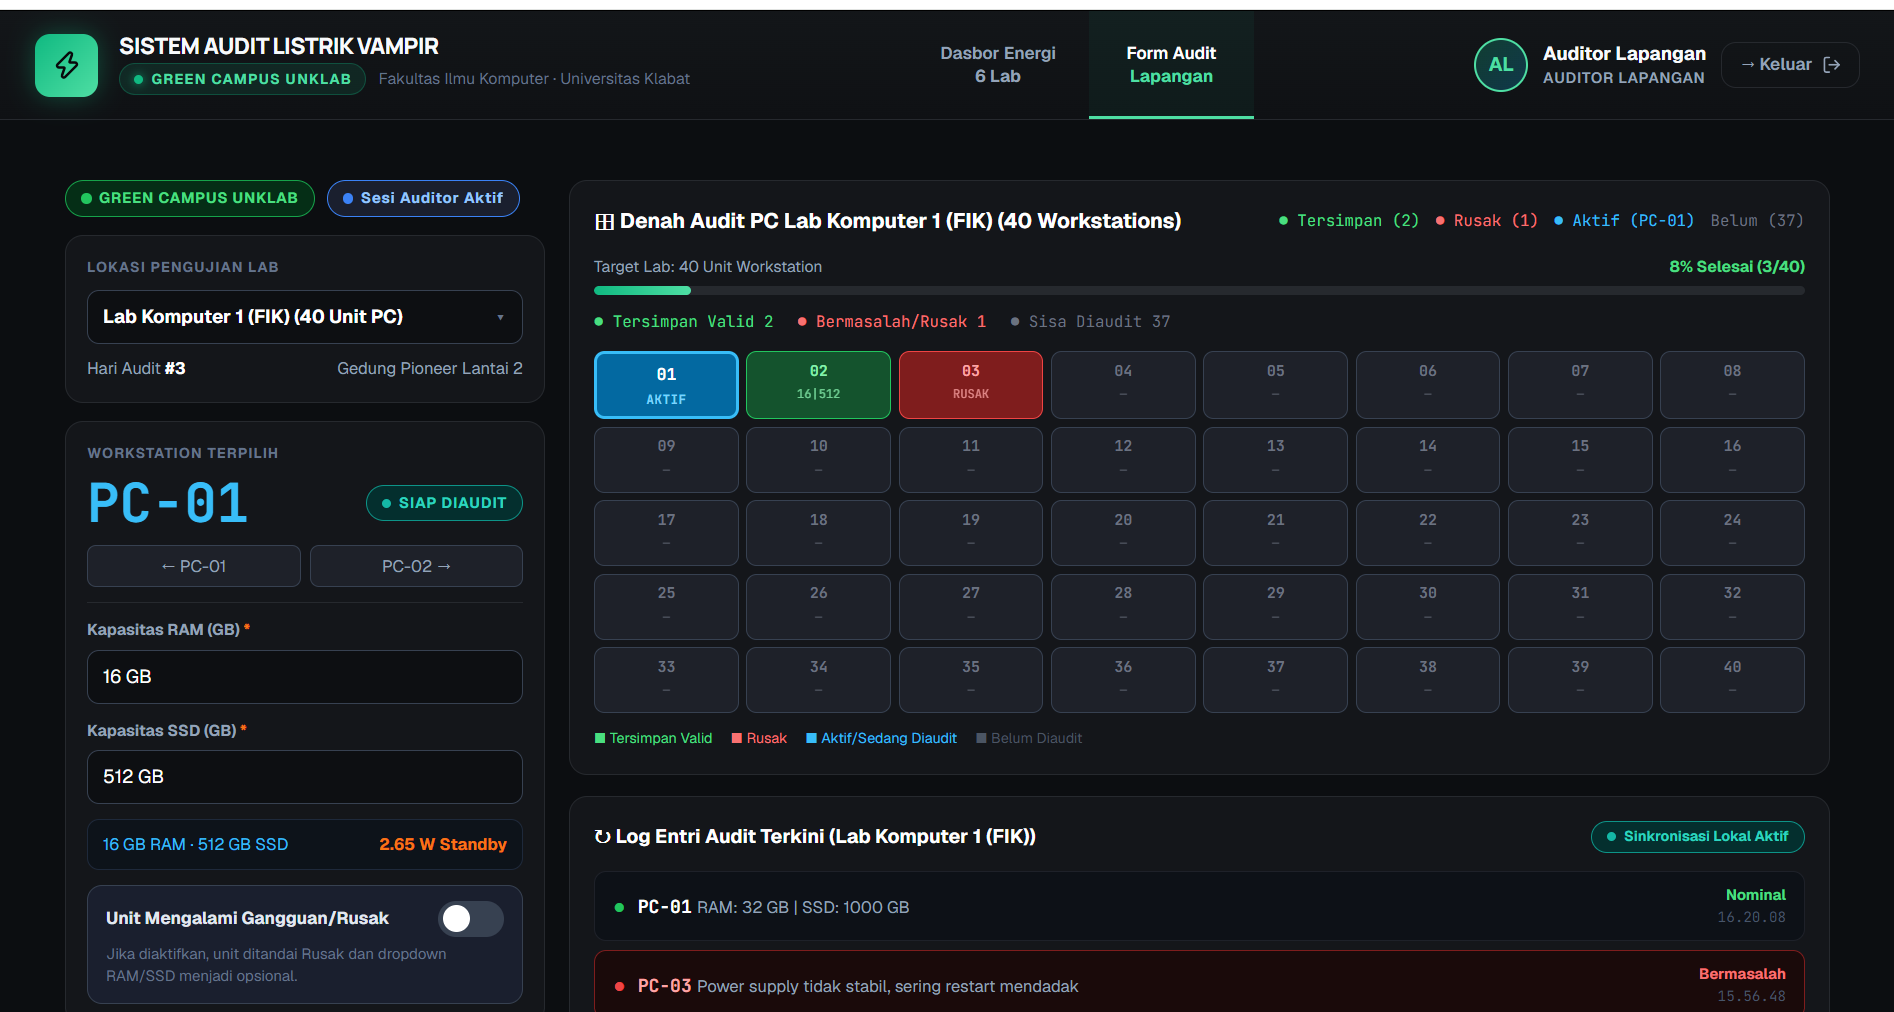 SISTEM AUDIT LISTRIK VAMPIR
GREEN CAMPUS UNKLAB
Fakultas Ilmu Komputer · Universitas Klabat
Dasbor Energi
6 Lab
Form Audit
Lapangan
AL
Auditor Lapangan
AUDITOR LAPANGAN
→ Keluar
GREEN CAMPUS UNKLAB
Sesi Auditor Aktif
LOKASI PENGUJIAN LAB
Lab Komputer 1 (FIK) (40 Unit PC)
Hari Audit #3
Gedung Pioneer Lantai 2
WORKSTATION TERPILIH
PC-01
SIAP DIAUDIT
← PC-01
PC-02 →
Kapasitas RAM (GB) *
16 GB
Kapasitas SSD (GB) *
512 GB
16 GB RAM · 512 GB SSD
2.65 W Standby
Unit Mengalami Gangguan/Rusak
Jika diaktifkan, unit ditandai Rusak dan dropdown
RAM/SSD menjadi opsional.
Denah Audit PC Lab Komputer 1 (FIK) (40 Workstations)
Tersimpan (2)
Rusak (1)
Aktif (PC-01)
Belum (37)
Target Lab: 40 Unit Workstation
8% Selesai (3/40)
Tersimpan Valid 2
Bermasalah/Rusak 1
Sisa Diaudit 37
01 02 03 04 05 06 07 08
AKTIF 16|512 RUSAK – – – – –
09 10 11 12 13 14 15 16
– – – – – – – –
17 18 19 20 21 22 23 24
– – – – – – – –
25 26 27 28 29 30 31 32
– – – – – – – –
33 34 35 36 37 38 39 40
– – – – – – – –
Tersimpan Valid
Rusak
Aktif/Sedang Diaudit
Belum Diaudit
↻ Log Entri Audit Terkini (Lab Komputer 1 (FIK))
Sinkronisasi Lokal Aktif
PC-01 RAM: 32 GB | SSD: 1000 GB
Nominal
16.20.08
PC-03 Power supply tidak stabil, sering restart mendadak
Bermasalah
15.56.48